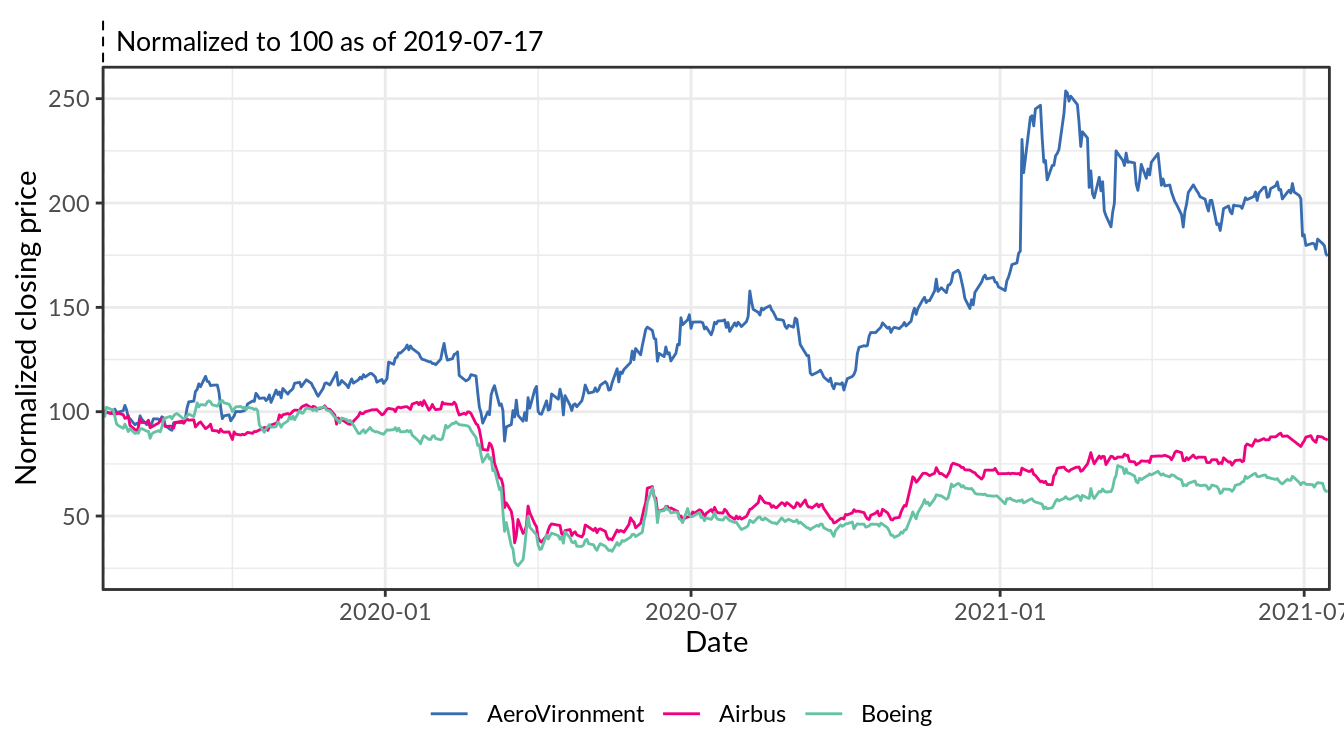 Normalized to 100 as of 2019-07-17
Normalized closing price
250
200
150
100
50
2020-01
2020-07
2021-01
2021-07
Date
AeroVironment
Airbus
Boeing